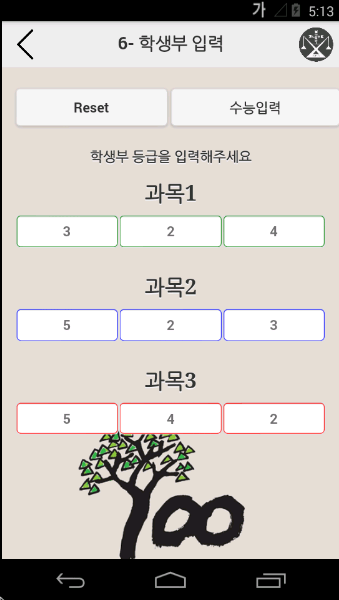 가 5:13
6- 학생부 입력
Reset 수능입력
학생부 등급을 입력해주세요
과목1
3 2 4
과목2
5 2 3
과목3
5 4 2
100